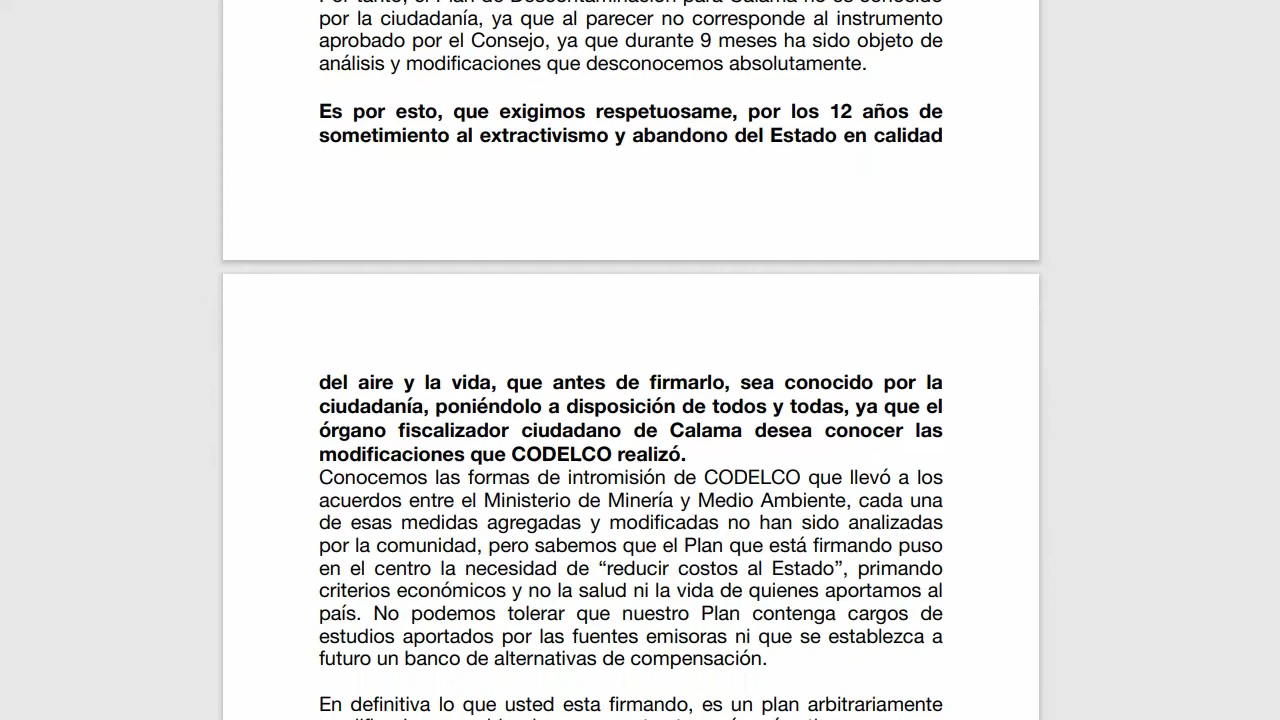 por la ciudadanía, ya que al parecer no corresponde al instrumento
aprobado por el Consejo, ya que durante 9 meses ha sido objeto de
análisis y modificaciones que desconocemos absolutamente.
Es por esto, que exigimos respetuosame, por los 12 años de
sometimiento al extractivismo y abandono del Estado en calidad
del aire y la vida, que antes de firmarlo, sea conocido por la
ciudadanía, poniéndolo a disposición de todos y todas, ya que el
órgano fiscalizador ciudadano de Calama desea conocer las
modificaciones que CODELCO realizó.
Conocemos las formas de intromisión de CODELCO que llevó a los
acuerdos entre el Ministerio de Minería y Medio Ambiente, cada una
de esas medidas agregadas y modificadas no han sido analizadas
por la comunidad, pero sabemos que el Plan que está firmando puso
en el centro la necesidad de “reducir costos al Estado”, primando
criterios económicos y no la salud ni la vida de quienes aportamos al
país. No podemos tolerar que nuestro Plan contenga cargos de
estudios aportados por las fuentes emisoras ni que se establezca a
futuro un banco de alternativas de compensación.
En definitiva lo que usted esta firmando, es un plan arbitrariamente